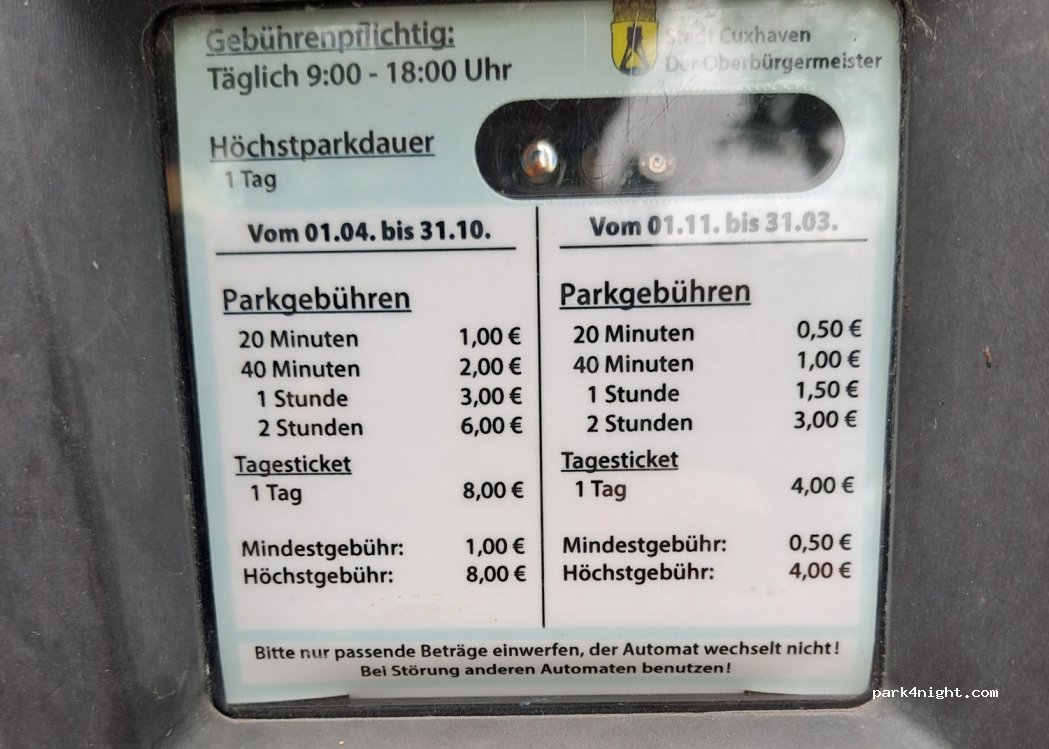 Gebührenpflichtig:
Täglich 9:00 - 18:00 Uhr
Stadt Cuxhaven
Der Oberbürgermeister
Höchstparkdauer
1 Tag
Vom 01.04. bis 31.10.
Parkgebühren
20 Minuten 1,00 €
40 Minuten 2,00 €
1 Stunde 3,00 €
2 Stunden 6,00 €
Tagesticket
1 Tag 8,00 €
Mindestgebühr: 1,00 €
Höchstgebühr: 8,00 €
Vom 01.11. bis 31.03.
Parkgebühren
20 Minuten 0,50 €
40 Minuten 1,00 €
1 Stunde 1,50 €
2 Stunden 3,00 €
Tagesticket
1 Tag 4,00 €
Mindestgebühr: 0,50 €
Höchstgebühr: 4,00 €
Bitte nur passende Beträge einwerfen, der Automat wechselt nicht!
Bei Störung anderen Automaten benutzen!
park4night.com